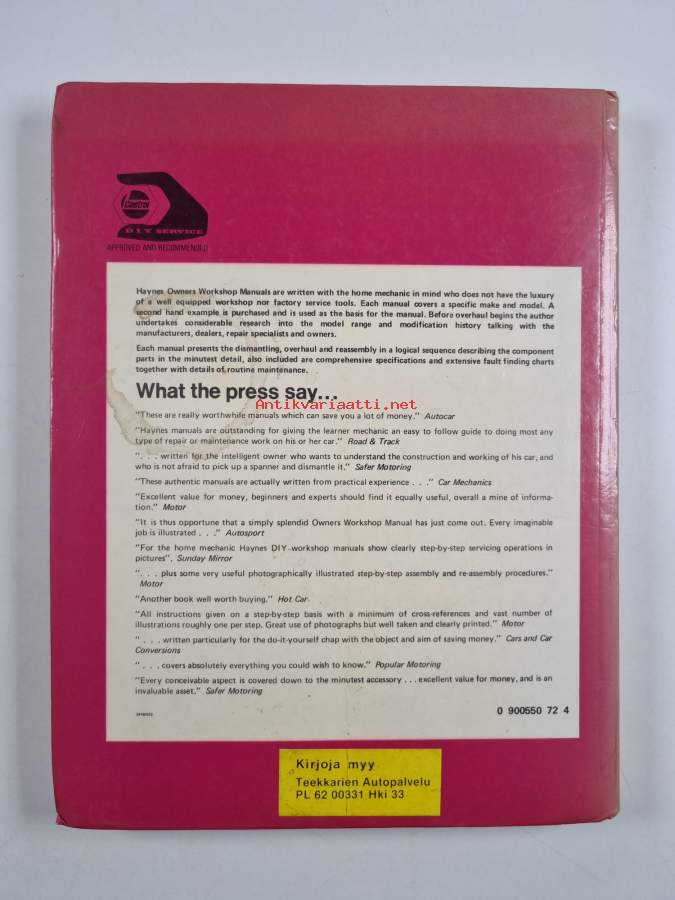 Castrol
DIY SERVICE
APPROVED AND RECOMMENDED
Haynes Owners Workshop Manuals are written with the home mechanic in mind who does not have the luxury
of a well equipped workshop nor factory service tools. Each manual covers a specific make and model. A
second hand example is purchased and is used as the basis for the manual. Before overhaul begins the author
undertakes considerable research into the model range and modification history talking with the
manufacturers, dealers, repair specialists and owners.
Each manual presents the dismantling, overhaul and reassembly in a logical sequence describing the component
parts in the minutest detail, also included are comprehensive specifications and extensive fault finding charts
together with details of routine maintenance.
What the press say...
Antikvariaatti.net
"These are really worthwhile manuals which can save you a lot of money." Autocar
"Haynes manuals are outstanding for giving the learner mechanic an easy to follow guide to doing most any
type of repair or maintenance work on his or her car." Road & Track
". . . written for the intelligent owner who wants to understand the construction and working of his car, and
who is not afraid to pick up a spanner and dismantle it." Safer Motoring
"These authentic manuals are actually written from practical experience . . ." Car Mechanics
"Excellent value for money, beginners and experts should find it equally useful, overall a mine of informa-
tion." Motor
"It is thus opportune that a simply splendid Owners Workshop Manual has just come out. Every imaginable
job is illustrated . . ." Autosport
"For the home mechanic Haynes DIY workshop manuals show clearly step-by-step servicing operations in
pictures". Sunday Mirror
". . . plus some very useful photographically illustrated step-by-step assembly and re-assembly procedures."
Motor
"Another book well worth buying." Hot Car
"All instructions given on a step-by-step basis with a minimum of cross-references and vast number of
illustrations roughly one per step. Great use of photographs but well taken and clearly printed." Motor
". . . written particularly for the do-it-yourself chap with the object and aim of saving money." Cars and Car
Conversions
". . . covers absolutely everything you could wish to know." Popular Motoring
"Every conceivable aspect is covered down to the minutest accessory . . . excellent value for money, and is an
invaluable asset." Safer Motoring
0 900550 72 4
Kirjoja myy
Teekkarien Autopalvelu
PL 62 00331 Hki 33